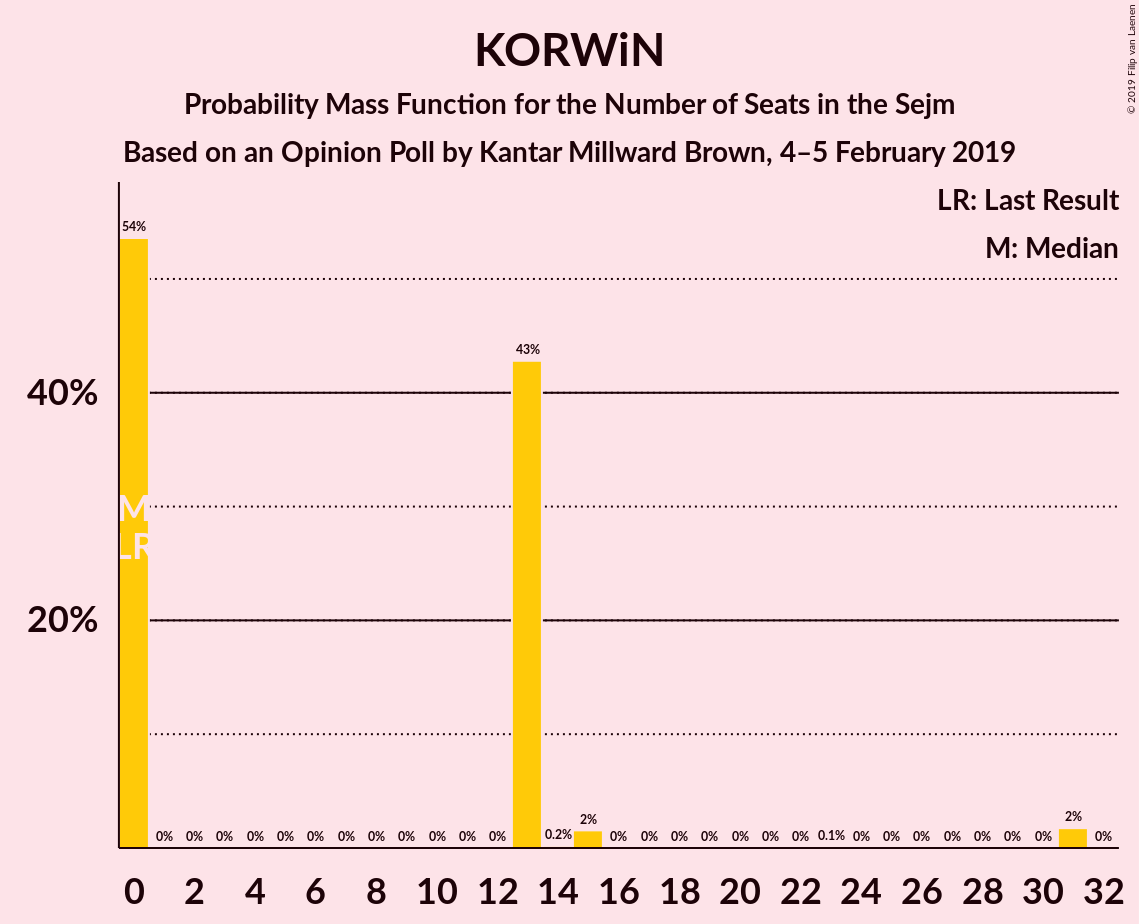 KORWiN
Probability Mass Function for the Number of Seats in the Sejm
Based on an Opinion Poll by Kantar Millward Brown, 4–5 February 2019
© 2019 Filip van Laenen
LR: Last Result
M: Median
54%
43%
40%
M
LR
20%
0% 0% 0% 0% 0% 0% 0% 0% 0% 0% 0% 0% 0.2% 2% 0% 0% 0% 0% 0% 0% 0% 0.1% 0% 0% 0% 0% 0% 0% 0% 2% 0%
0 2 4 6 8 10 12 14 16 18 20 22 24 26 28 30 32